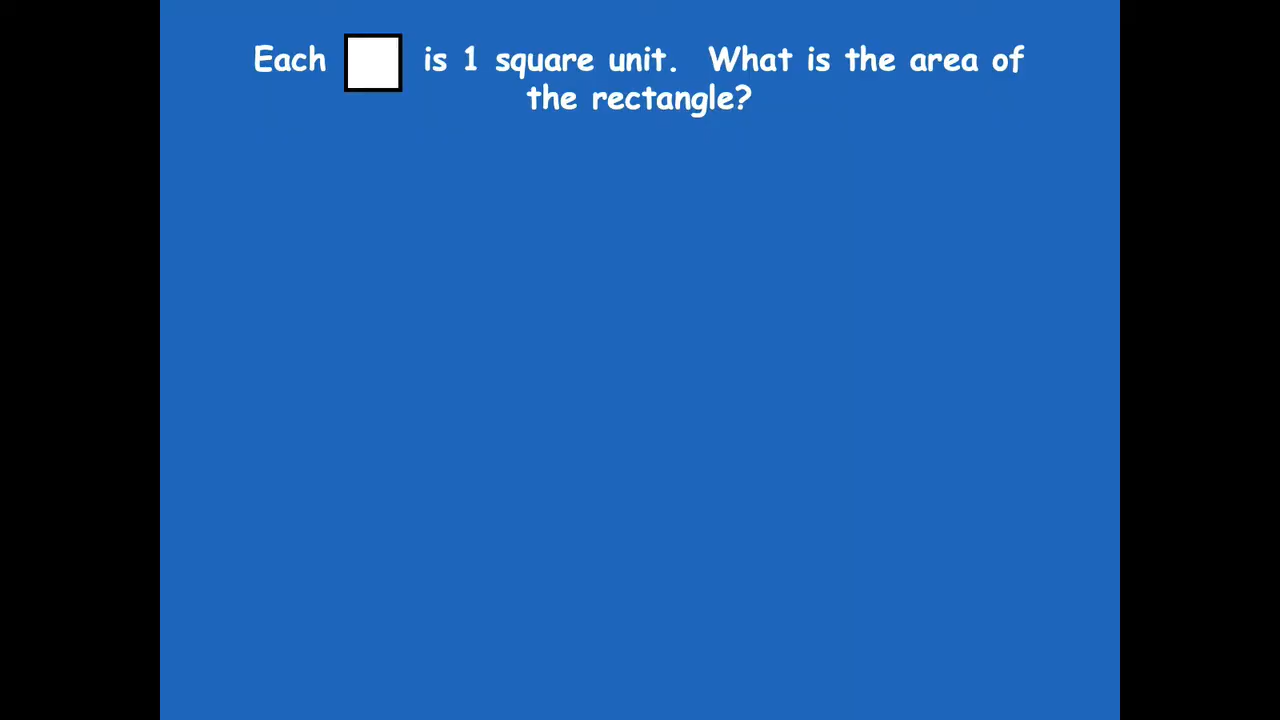 Each is 1 square unit. What is the area of
the rectangle?